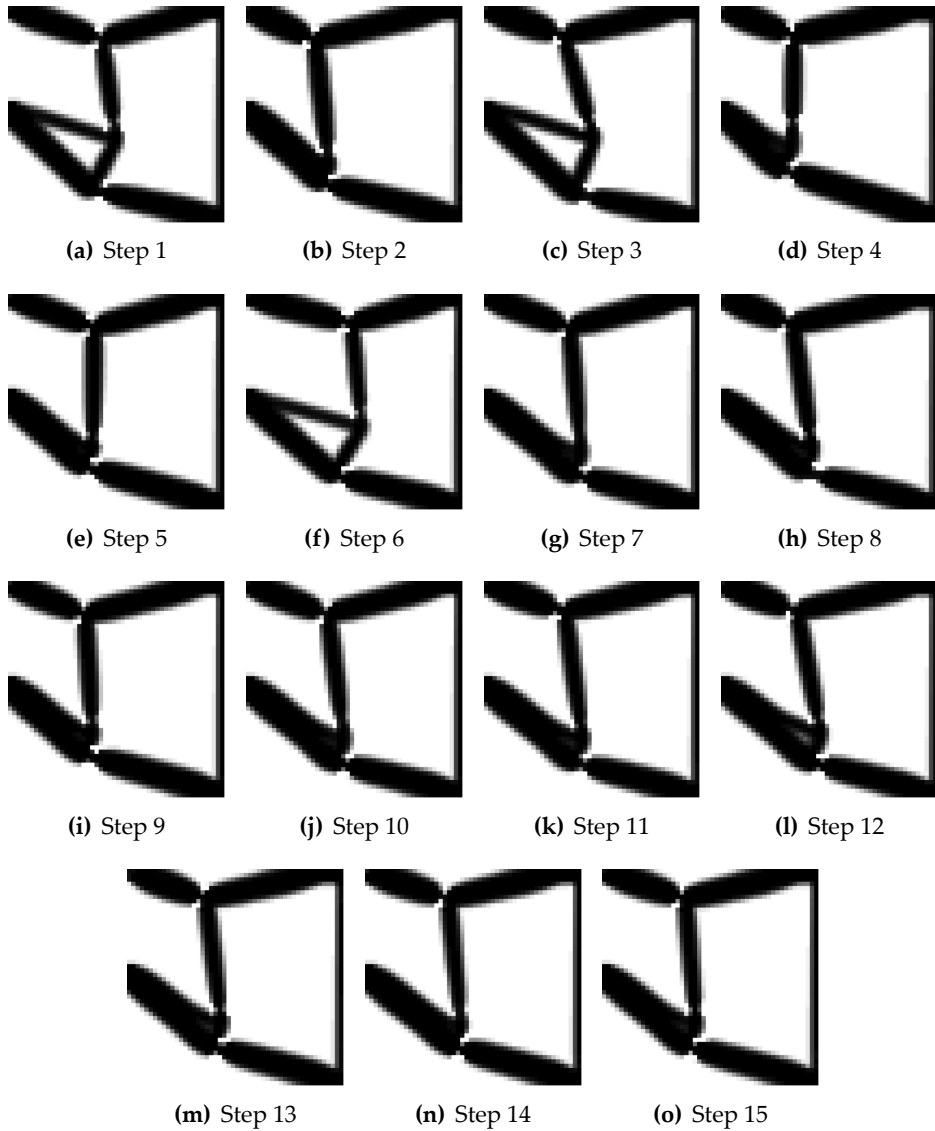 (a) Step 1
(b) Step 2
(c) Step 3
(d) Step 4
(e) Step 5
(f) Step 6
(g) Step 7
(h) Step 8
(i) Step 9
(j) Step 10
(k) Step 11
(l) Step 12
(m) Step 13
(n) Step 14
(o) Step 15